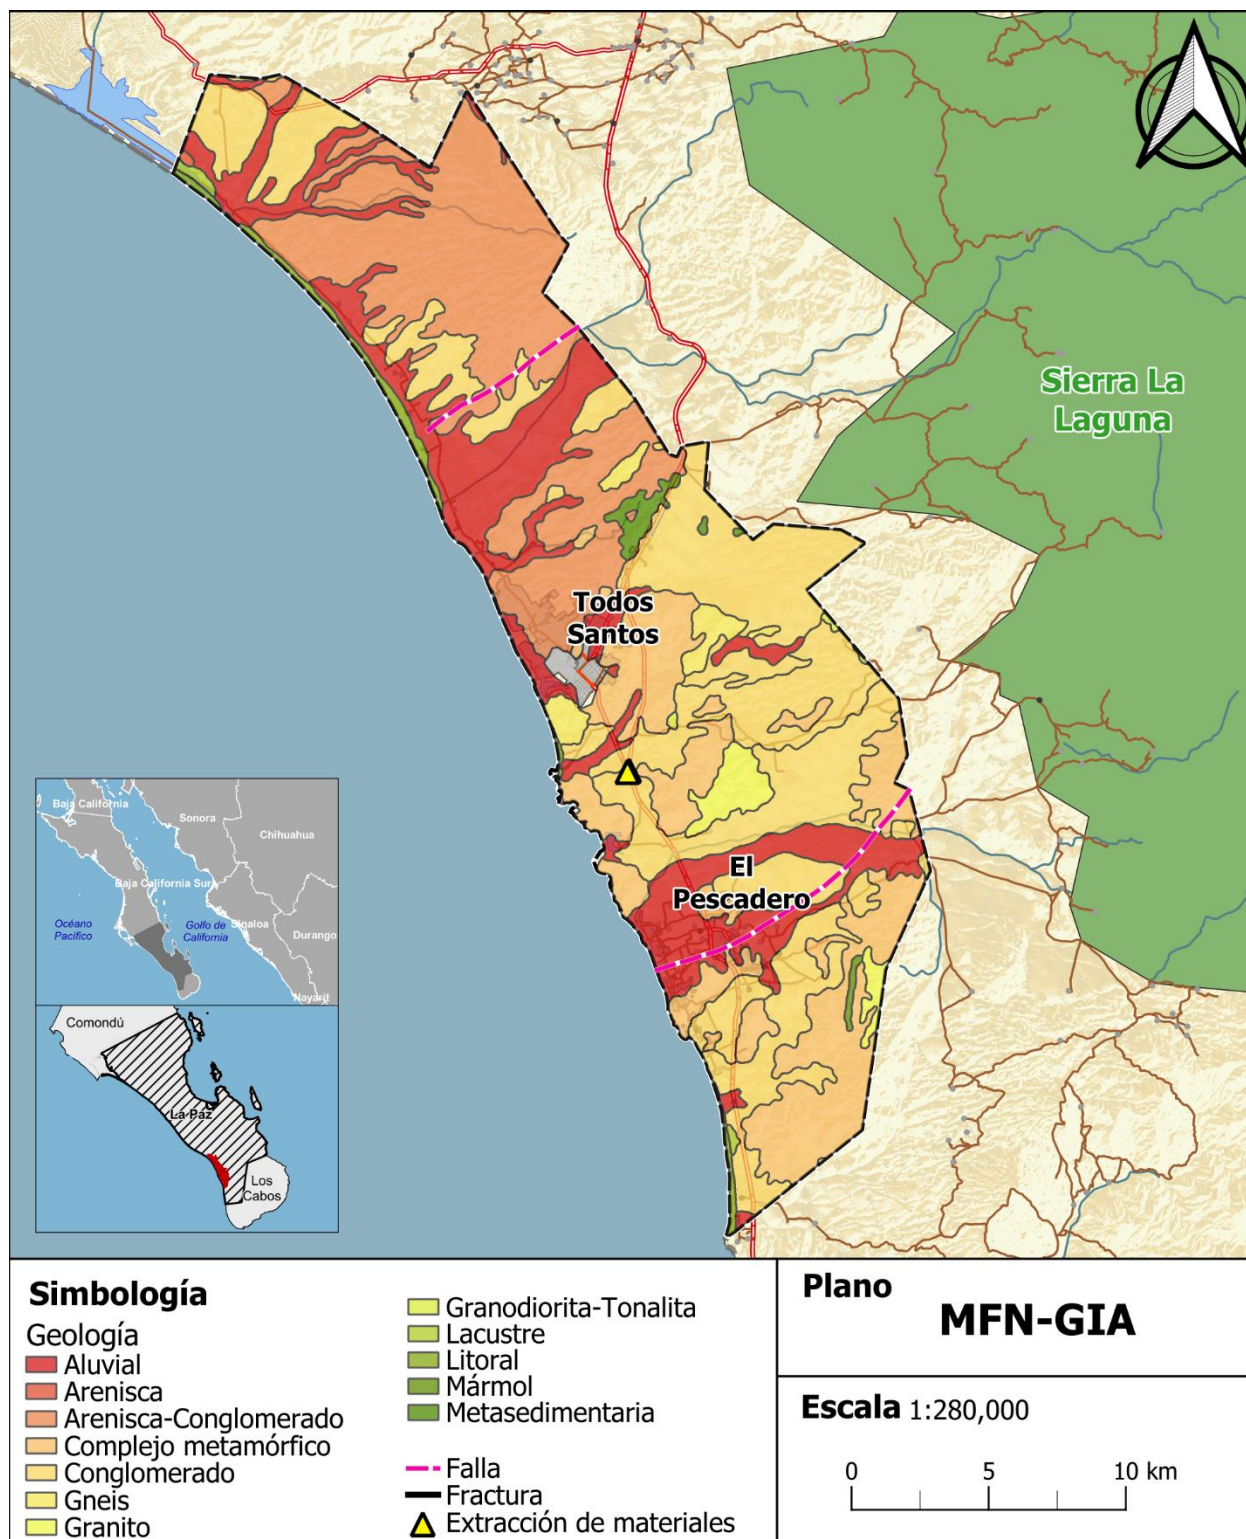 Sierra La
Laguna
Todos
Santos
El
Pescadero
Baja California
Sonora
Chihuahua
Baja California Sur
Océano
Pacífico
Golfo de
California
Sinaloa
Durango
Nayarit
Comondú
La Paz
Los
Cabos
Simbología
Geología
Aluvial
Arenisca
Arenisca-Conglomerado
Complejo metamórfico
Conglomerado
Gneis
Granito
Granodiorita-Tonalita
Lacustre
Litoral
Mármol
Metasedimentaria
Falla
Fractura
Extracción de materiales
Plano
MFN-GIA
Escala 1:280,000
0 5 10 km